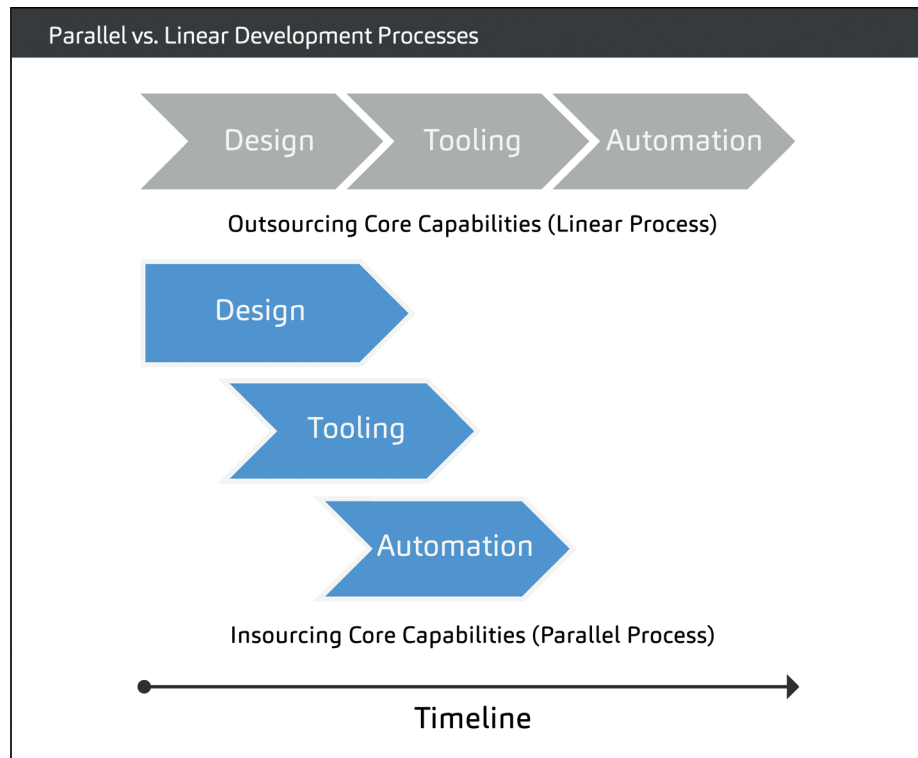 Parallel vs. Linear Development Processes
Design
Tooling
Automation
Outsourcing Core Capabilities (Linear Process)
Design
Tooling
Automation
Insourcing Core Capabilities (Parallel Process)
Timeline